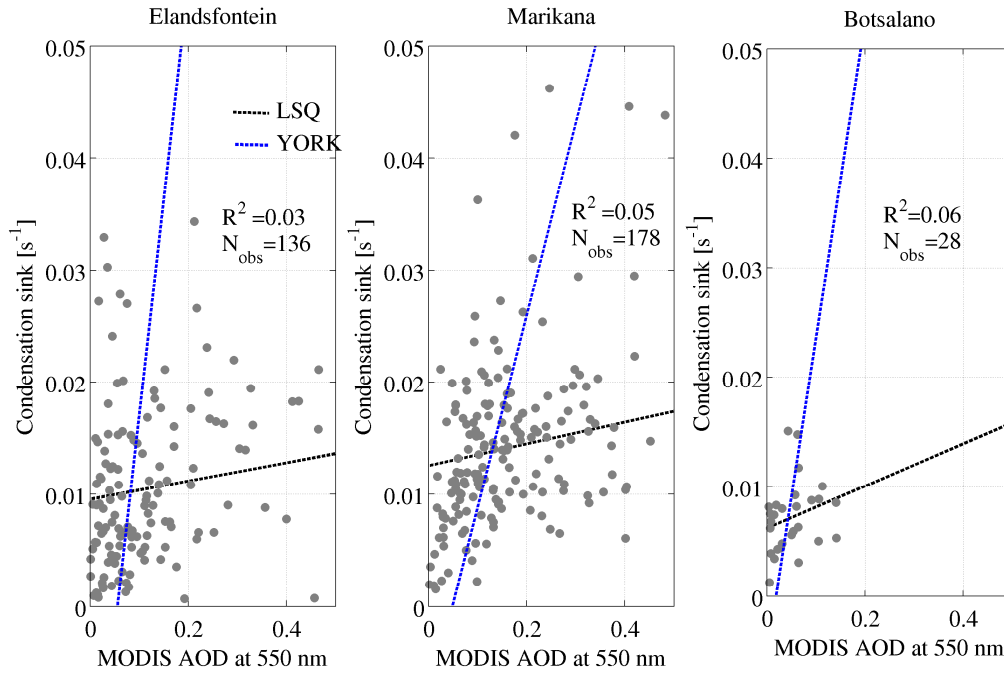 Elandsfontein
0.05
0.04
0.03
0.02
0.01
0
Condensation sink [s⁻¹]
LSQ
YORK
R² =0.03
N_obs=136
0
0.2
0.4
MODIS AOD at 550 nm
Marikana
0.05
0.04
0.03
0.02
0.01
0
Condensation sink [s⁻¹]
R² =0.05
N_obs=178
0
0.2
0.4
MODIS AOD at 550 nm
Botsalano
0.05
0.04
0.03
0.02
0.01
0
Condensation sink [s⁻¹]
R² =0.06
N_obs=28
0
0.2
0.4
MODIS AOD at 550 nm